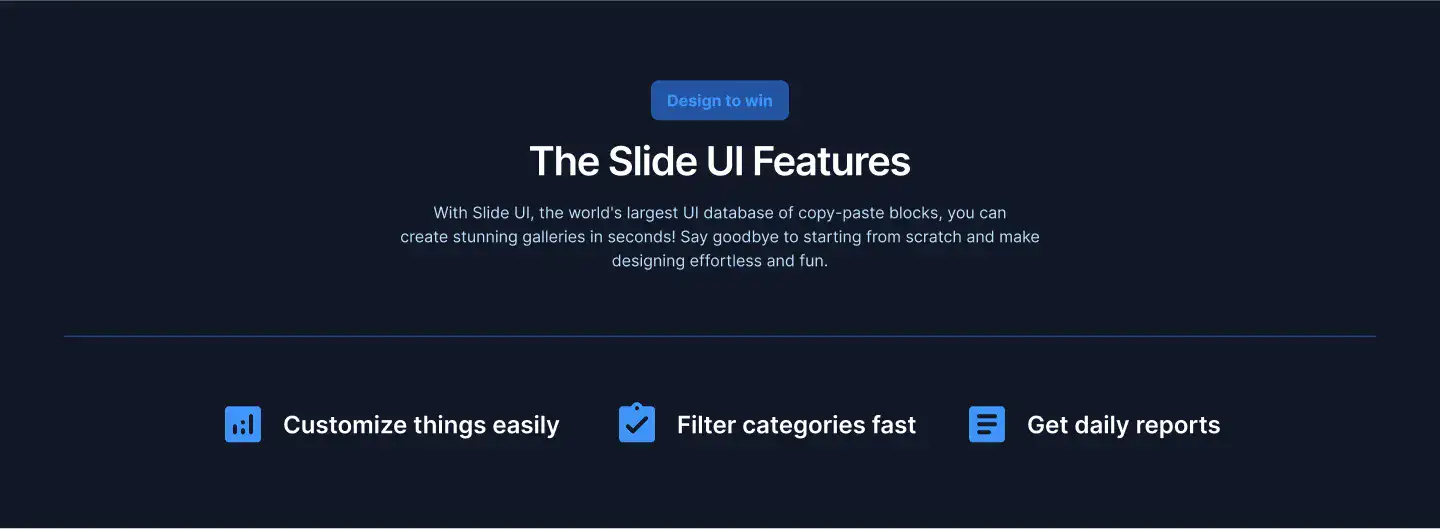 Design to win
The Slide UI Features
With Slide UI, the world's largest UI database of copy-paste blocks, you can
create stunning galleries in seconds! Say goodbye to starting from scratch and make
designing effortless and fun.
Customize things easily
Filter categories fast
Get daily reports